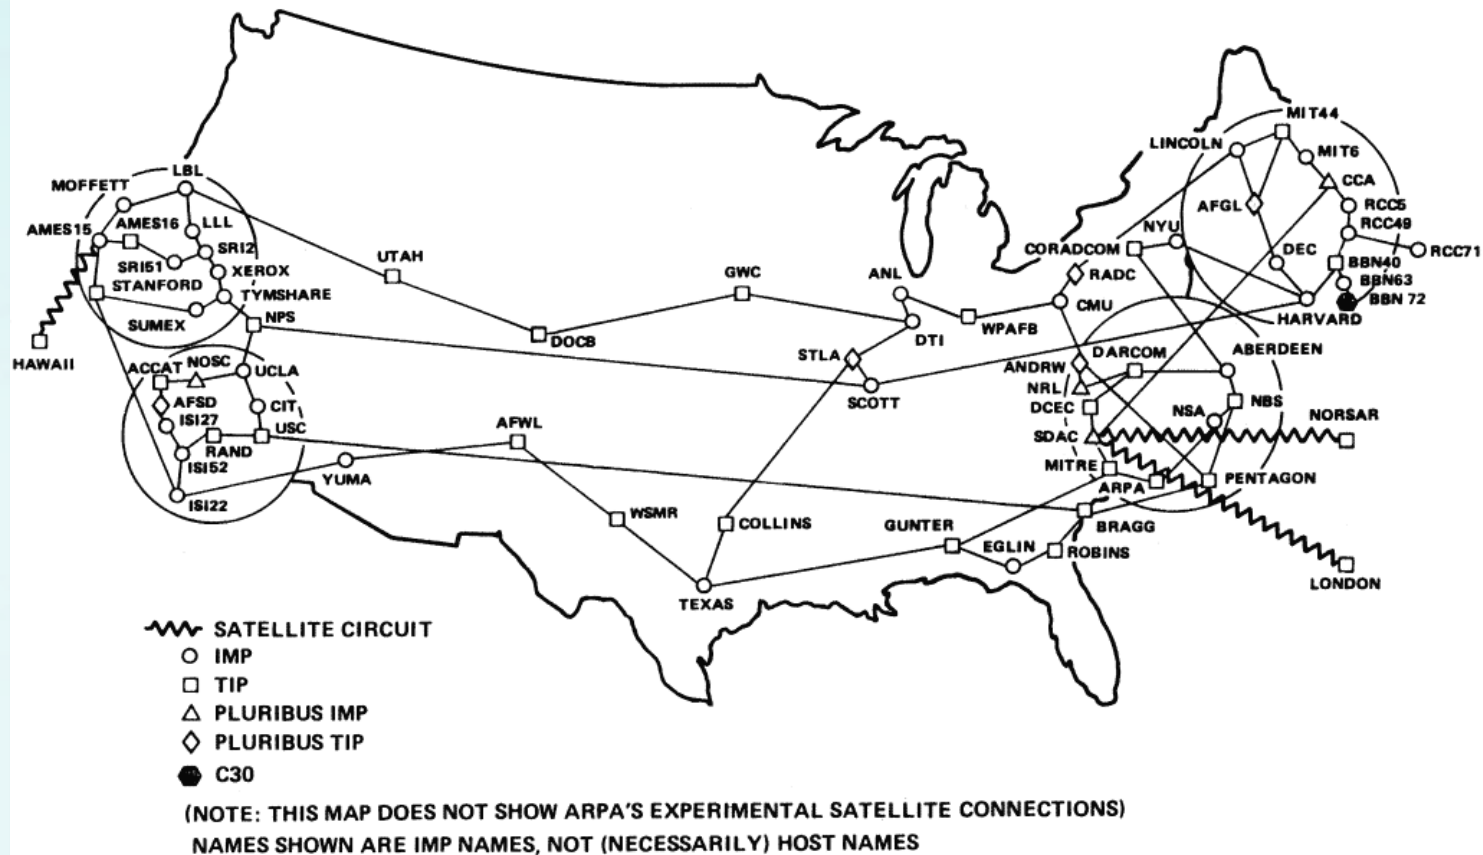 MIT44
LINCOLN
MIT6
CCA
AFGL
RCC5
RCC49
RCC71
NYU
CORADCOM
DEC
RADC
BBN40
BBN63
BBN 72
HARVARD
MOFFETT
LBL
AMES15
AMES16
LLL
SRI2
SRI51
XEROX
STANFORD
TYMSHARE
SUMEX
NPS
HAWAII
UTAH
GWC
ANL
DOCB
DTI
WPAFB
CMU
STLA
SCOTT
ACCAT
NOSC
UCLA
AFSD
ISI27
CIT
RAND
USC
ISI52
ISI22
YUMA
AFWL
WSMR
COLLINS
TEXAS
GUNTER
EGLIN
ROBINS
BRAGG
ANDRW
DARCOM
ABERDEEN
NRL
DCEC
NSA
NBS
SDAC
NORSAR
MITRE
ARPA
PENTAGON
LONDON
SATELLITE CIRCUIT
IMP
TIP
PLURIBUS IMP
PLURIBUS TIP
C30
(NOTE: THIS MAP DOES NOT SHOW ARPA'S EXPERIMENTAL SATELLITE CONNECTIONS)
NAMES SHOWN ARE IMP NAMES, NOT (NECESSARILY) HOST NAMES